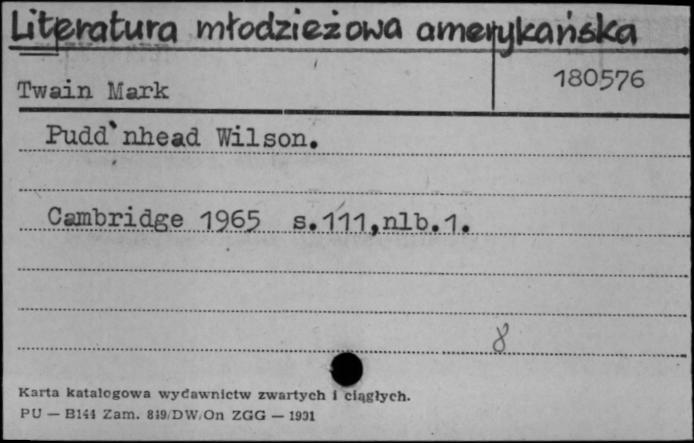 Literatura młodzieżowa amerykańska
180576
Twain Mark
Pudd`nhead Wilson.
Cambridge 1965 s.111,nlb.1.
8
Karta katalogowa wydawnictw zwartych i ciągłych.
PU — B144 Zam. 849/DW/On ZGG — 1931